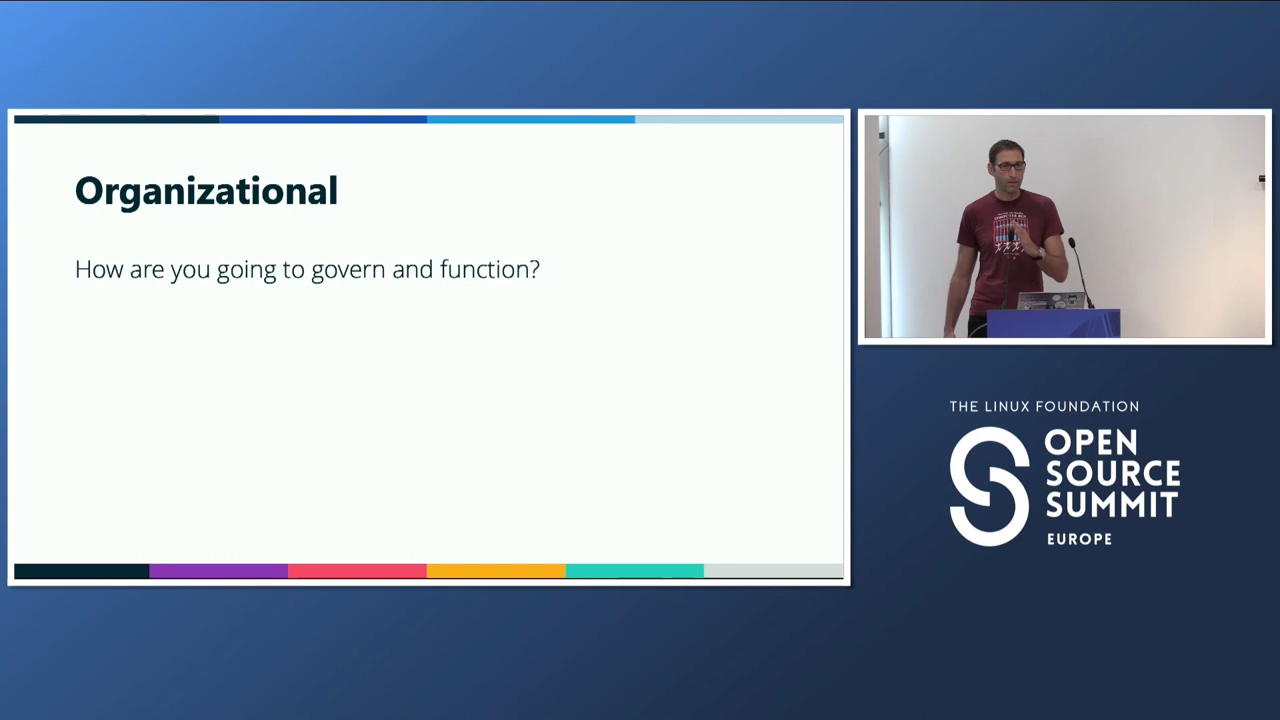 Organizational
How are you going to govern and function?
THE LINUX FOUNDATION
OPEN
SOURCE
SUMMIT
EUROPE